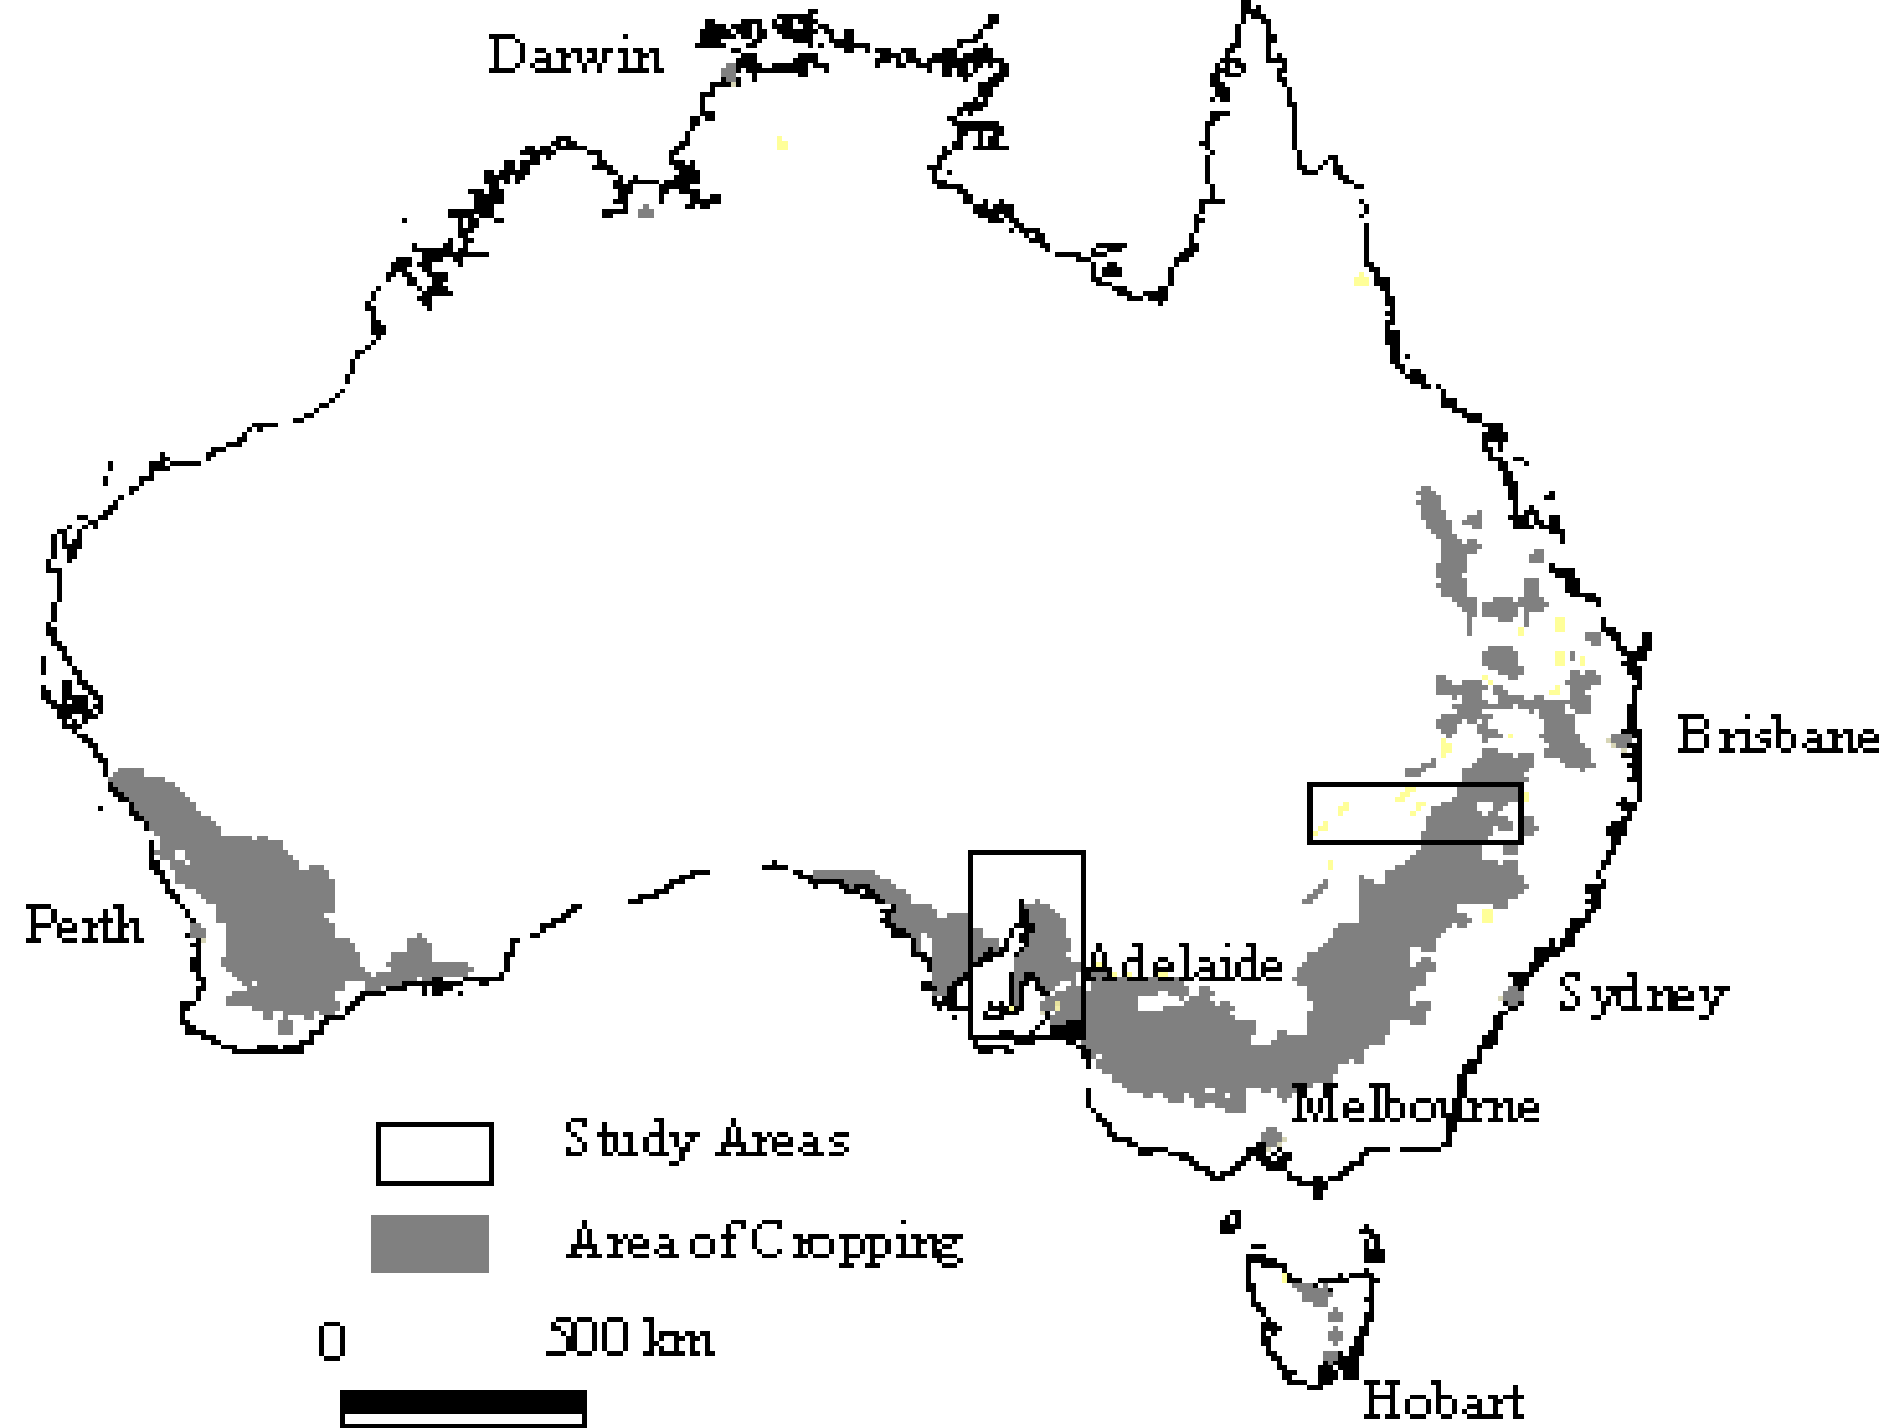 Darwin
Brisbane
Perth
Adelaide
Sydney
Melbourne
Study Areas
Area of Cropping
0 500 km
Hobart